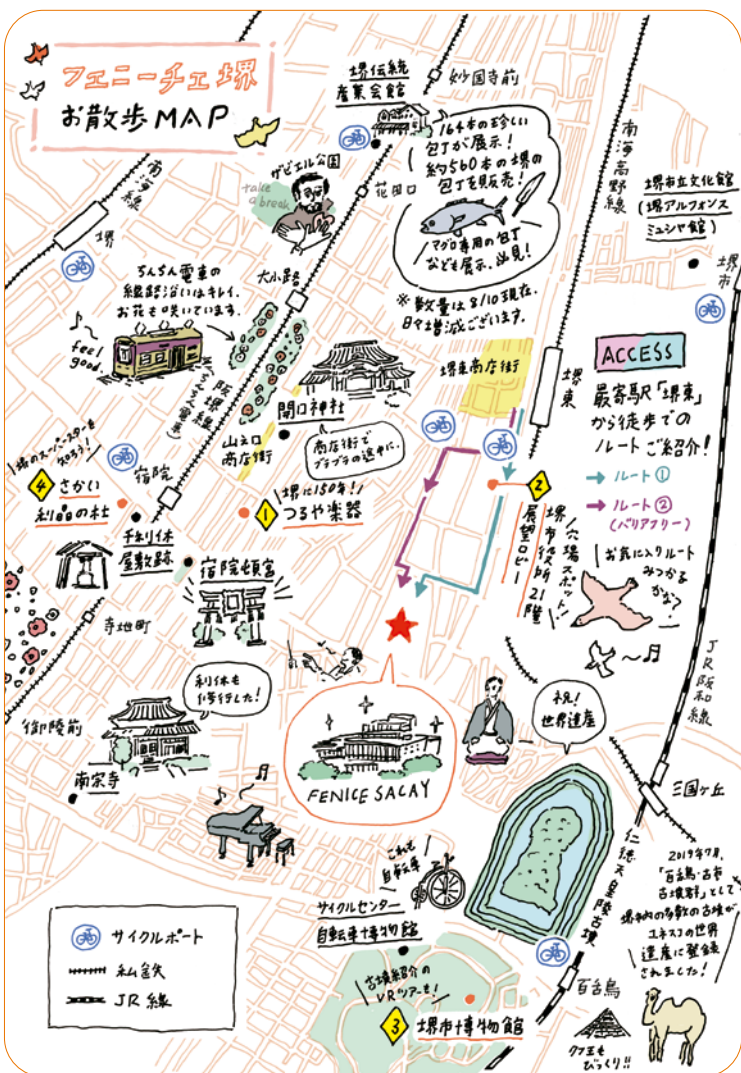 フェニーチェ堺
お散歩MAP
堺伝統
産業会館
妙国寺前
164本の珍しい
包丁が展示!
約560本の堺の
包丁を販売!
マグロ専用の包丁
なども展示、必見!
※数量は8/10現在。
日々増減ございます。
南海線
堺
ザビエル公園
take
a break
花田口
南海高野線
堺市立文化館
(堺アルフォンス
ミュシャ館)
堺市
ちんちん電車の
経路沿いはキレイ。
お花も咲いています。
大小路
feel
good
阪堺線
(ちんちん電車)
開口神社
山之口
商店街
商店街で
ブラブラの途中に。
堺東商店街
堺東
ACCESS
最寄駅「堺東」
から徒歩での
ルートご紹介!
ルート①
ルート②
(バリアフリー)
お気に入りルート
みつかる
かな?
堺のスーパースターを
知ろう!
宿院
4
さかい
利晶の杜
千利休
屋敷跡
1
堺に150年!
つるや楽器
2
穴場スポット!
堺市役所21階
展望ロビー
宿院頓宮
寺地町
利休も
修行した!
御陵前
南宗寺
FENICE SACAY
祝!
世界遺産
JR阪和線
三国ヶ丘
仁徳天皇陵古墳
2019年7月、
「百舌鳥・古市
古墳群」として
堺市内の多数の古墳が
ユネスコの世界
遺産に登録
されました!
これも
自転車
サイクルセンター
自転車博物館
古墳紹介の
VRツアーも!
3
堺市博物館
百舌鳥
クフ王も
びっくり!!
サイクルポート
私鉄
JR線